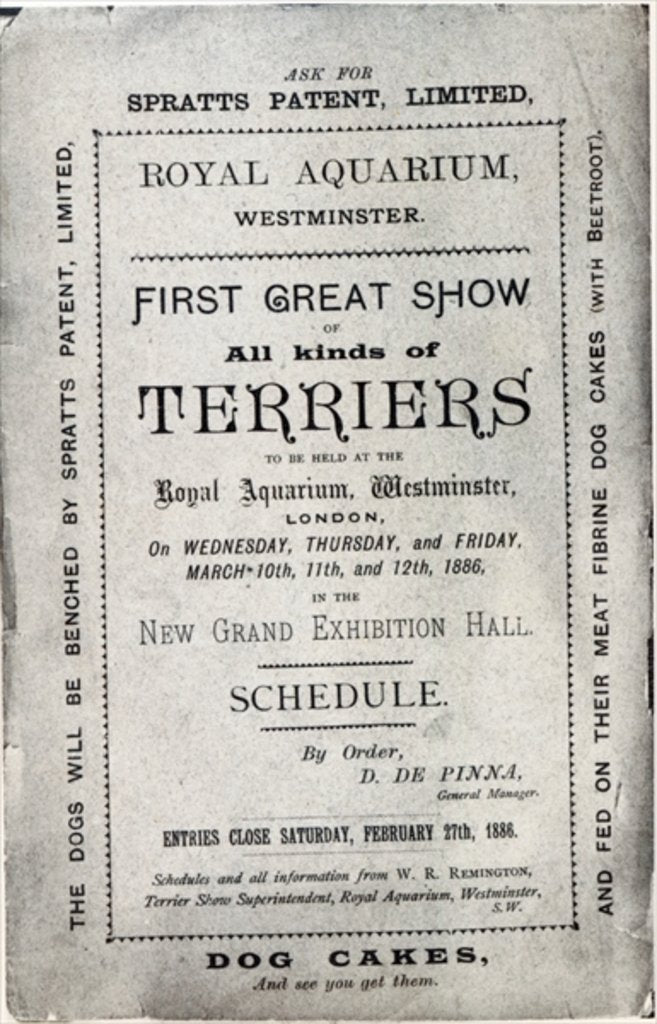 ASK FOR
SPRATTS PATENT, LIMITED,
THE DOGS WILL BE BENCHED BY SPRATTS PATENT, LIMITED,
ROYAL AQUARIUM,
WESTMINSTER.
FIRST GREAT SHOW
OF
All kinds of
TERRIERS
TO BE HELD AT THE
Royal Aquarium, Westminster,
LONDON,
On WEDNESDAY, THURSDAY, and FRIDAY,
MARCH 10th, 11th, and 12th, 1886,
IN THE
NEW GRAND EXHIBITION HALL.
SCHEDULE.
By Order,
D. DE PINNA,
General Manager.
ENTRIES CLOSE SATURDAY, FEBRUARY 27th, 1886.
Schedules and all information from W. R. REMINGTON,
Terrier Show Superintendent, Royal Aquarium, Westminster,
S.W.
AND FED ON THEIR MEAT FIBRINE DOG CAKES (WITH BEETROOT).
DOG CAKES,
And see you get them.